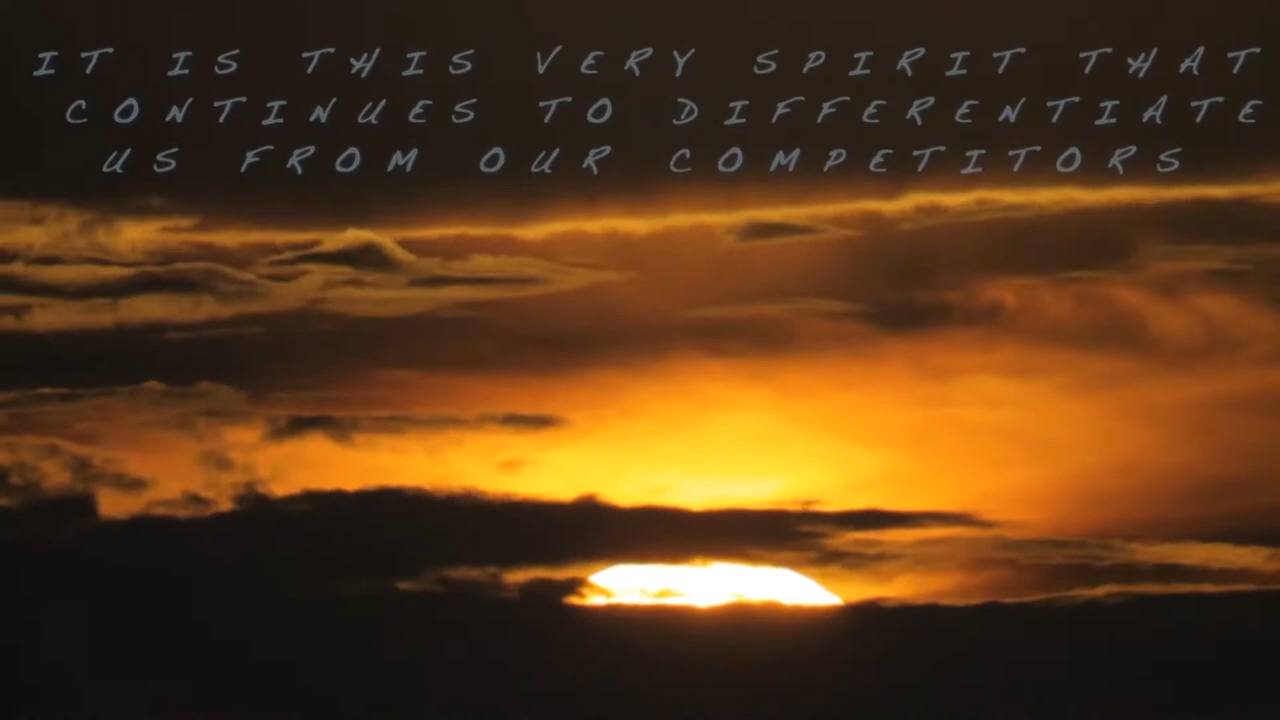 IT IS THIS VERY SPIRIT THAT
CONTINUES TO DIFFERENTIATE
US FROM OUR COMPETITORS